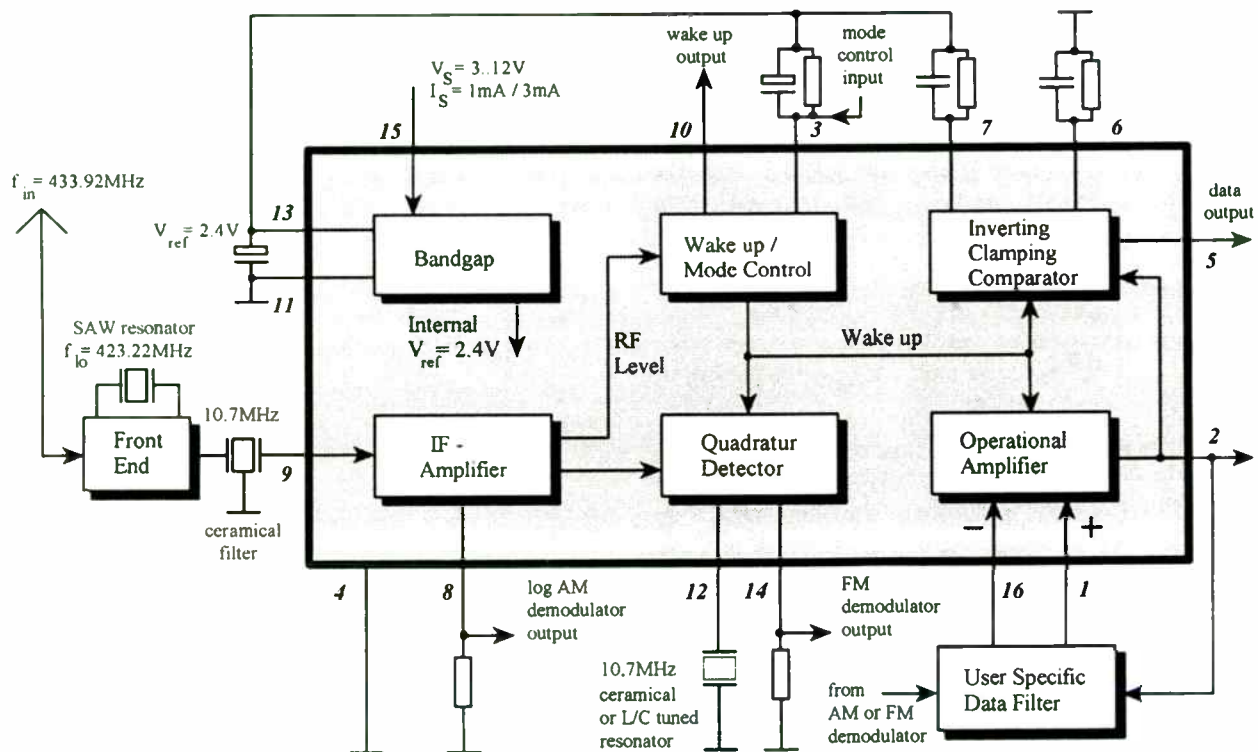 wake up
output
mode
control
input
V_S = 3..12V
I_S = 1mA / 3mA
15
10
3
7
6
f_in = 433.92MHz
13
V_ref = 2.4V
11
Bandgap
Internal
V_ref = 2.4V
Wake up /
Mode Control
Inverting
Clamping
Comparator
data
output
5
Wake up
RF
Level
SAW resonator
f_lo = 423.22MHz
10.7MHz
Front
End
9
ceramical
filter
IF -
Amplifier
Quadratur
Detector
Operational
Amplifier
2
− +
4
8
log AM
demodulator
output
12
14
FM
demodulator
output
16
1
10.7MHz
ceramical
or L/C tuned
resonator
from
AM or FM
demodulator
User Specific
Data Filter